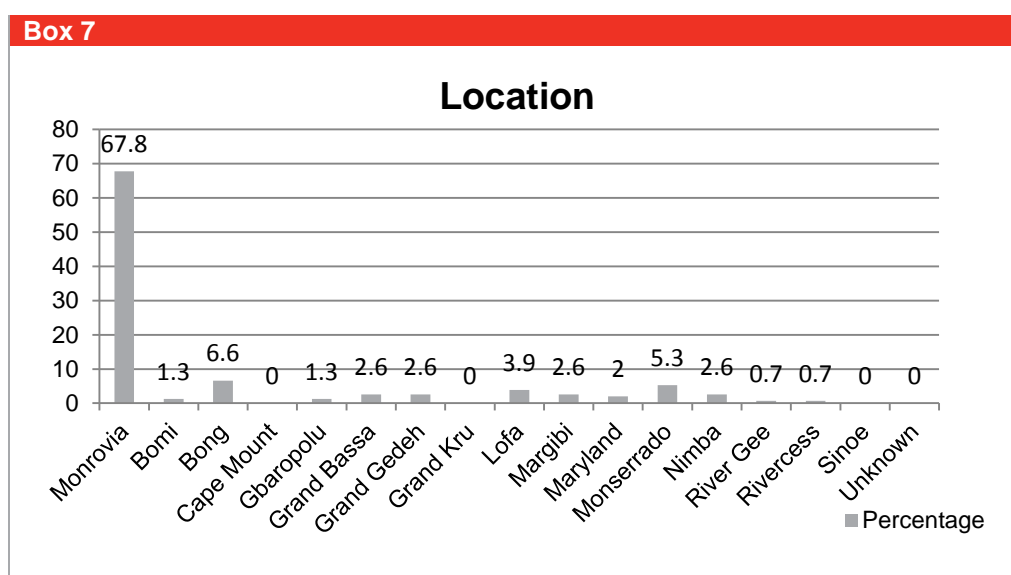 Box 7
Location
80
70
60
50
40
30
20
10
0
67.8
1.3
6.6
0
1.3
2.6
2.6
0
3.9
2.6
2
5.3
2.6
0.7
0.7
0
0
Monrovia
Bomi
Bong
Cape Mount
Gbaropolu
Grand Bassa
Grand Gedeh
Grand Kru
Lofa
Margibi
Maryland
Monserrado
Nimba
River Gee
Rivercess
Sinoe
Unknown
Percentage